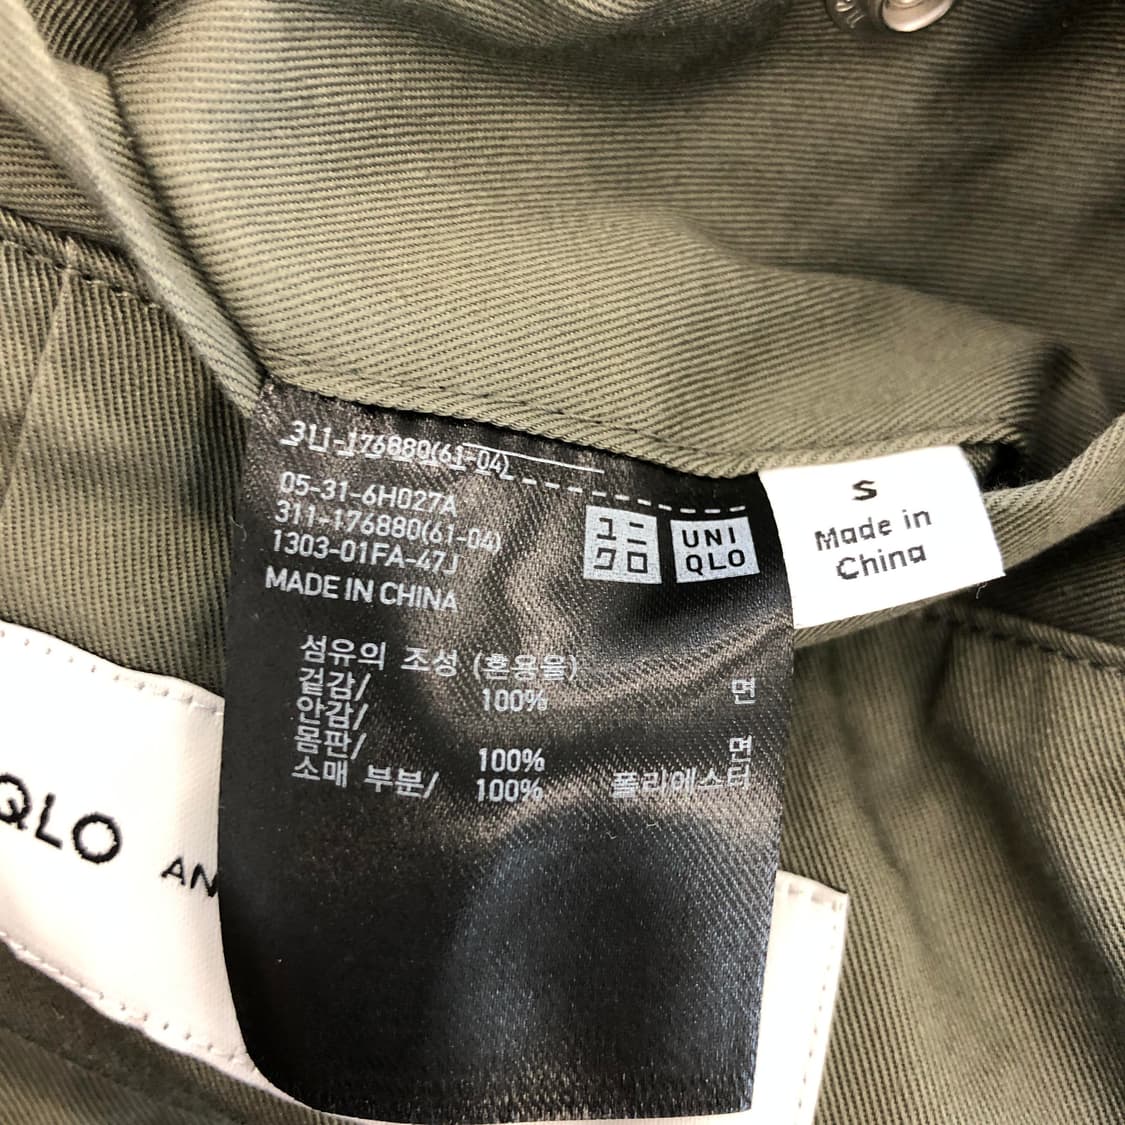 311-176880(61-04)
05-31-6H027A
311-176880(61-04)
1303-01FA-47J
MADE IN CHINA
ユニ
クロ
UNI
QLO
S
Made in
China
섬유의 조성 (혼용율)
겉감/ 100% 면
안감/
몸판/ 100% 면
소매 부분/ 100% 폴리에스터
QLO AN